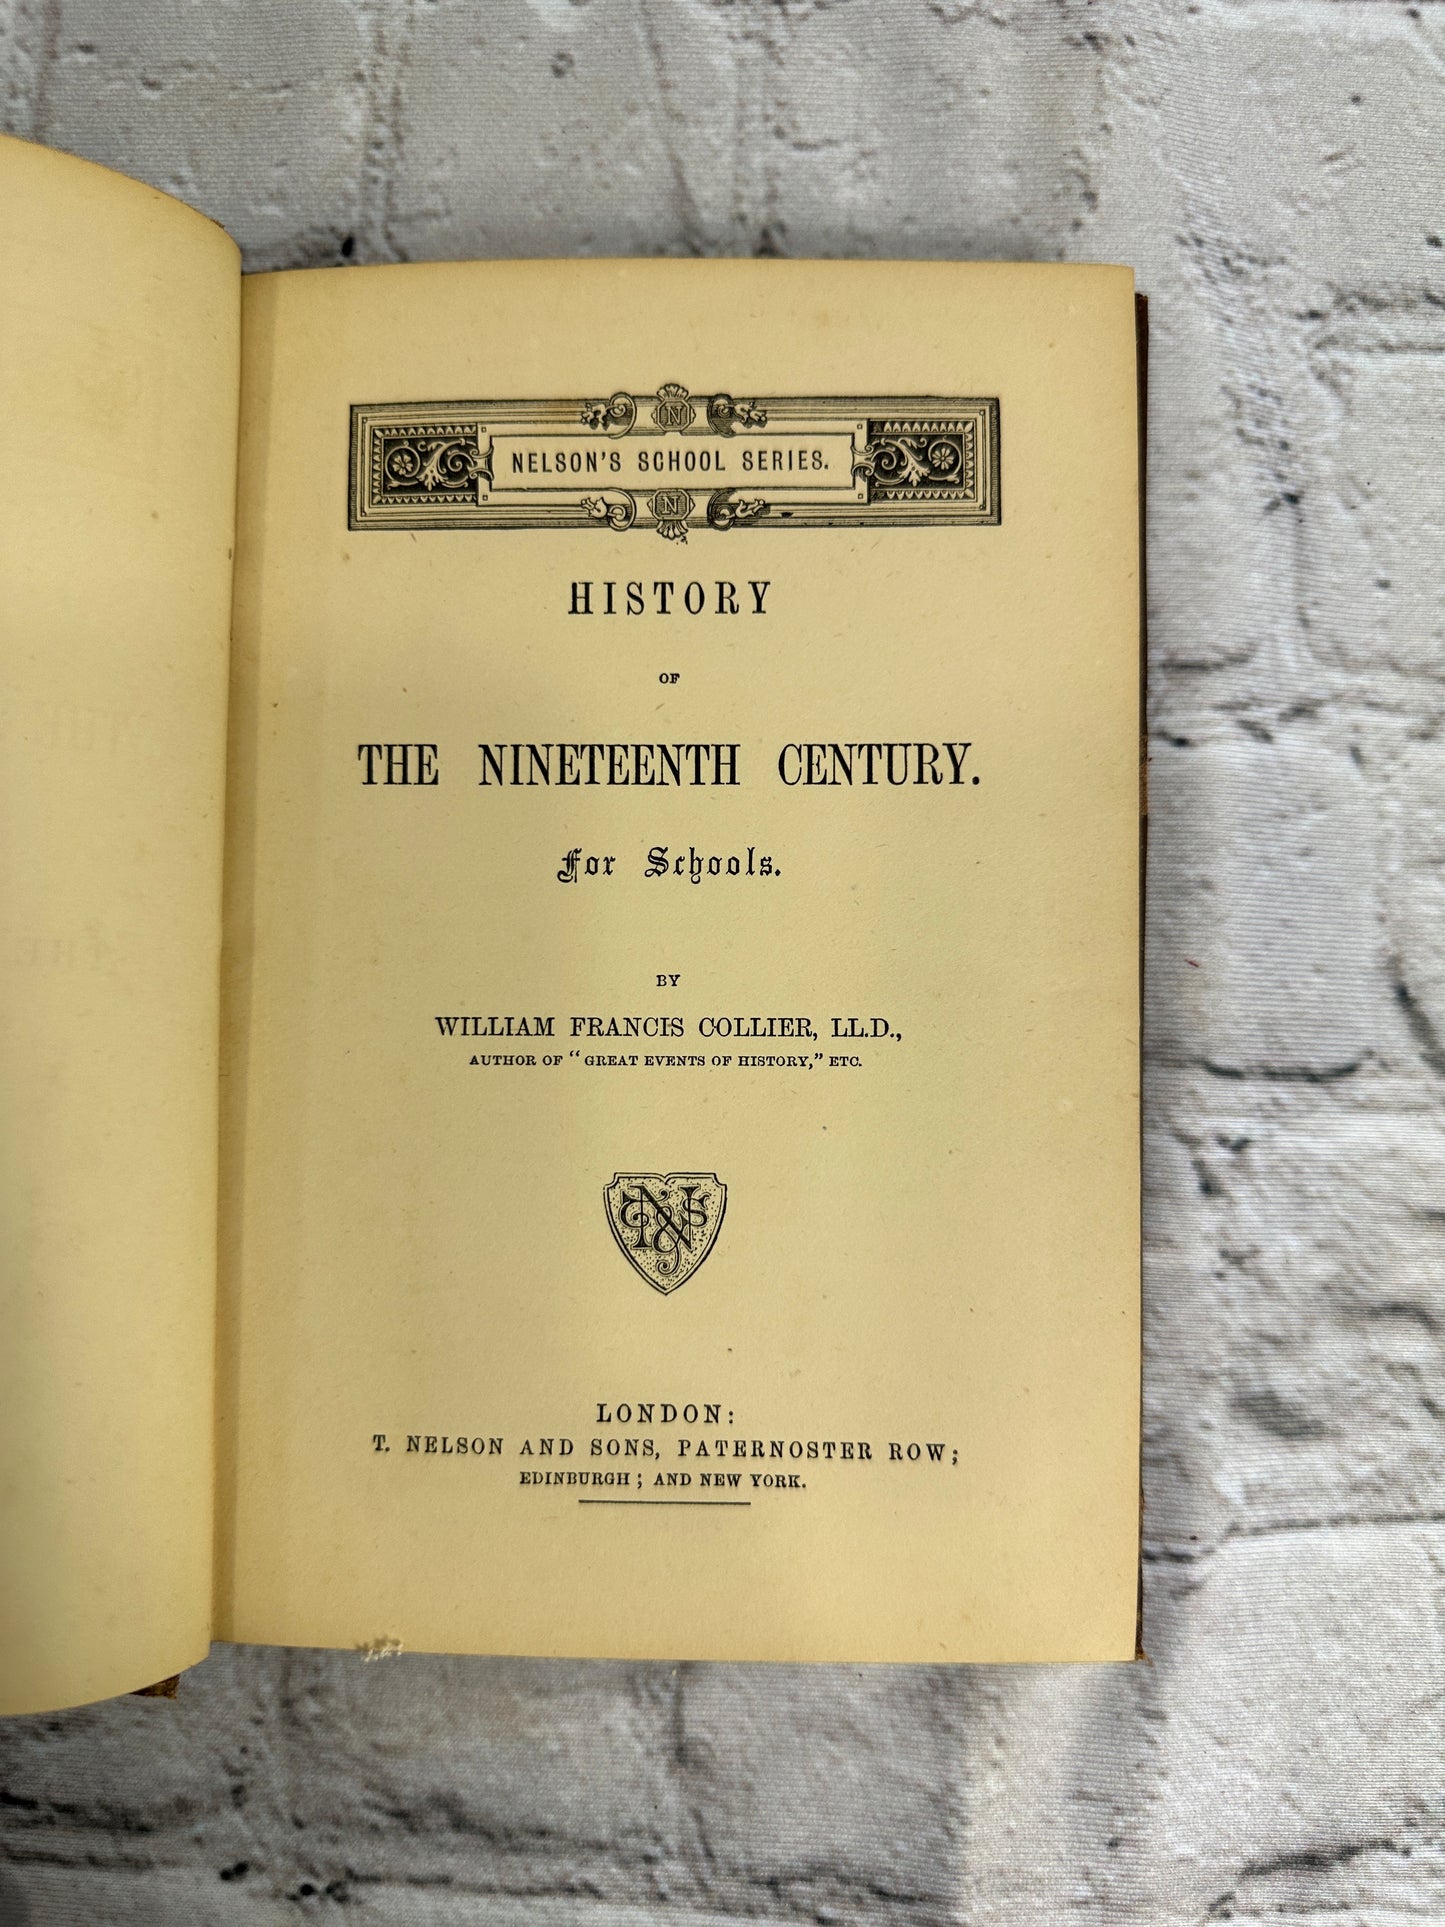 N
NELSON'S SCHOOL SERIES.
N
HISTORY
OF
THE NINETEENTH CENTURY.
For Schools.
BY
WILLIAM FRANCIS COLLIER, LL.D.,
AUTHOR OF "GREAT EVENTS OF HISTORY," ETC.
T N & S
LONDON:
T. NELSON AND SONS, PATERNOSTER ROW;
EDINBURGH; AND NEW YORK.